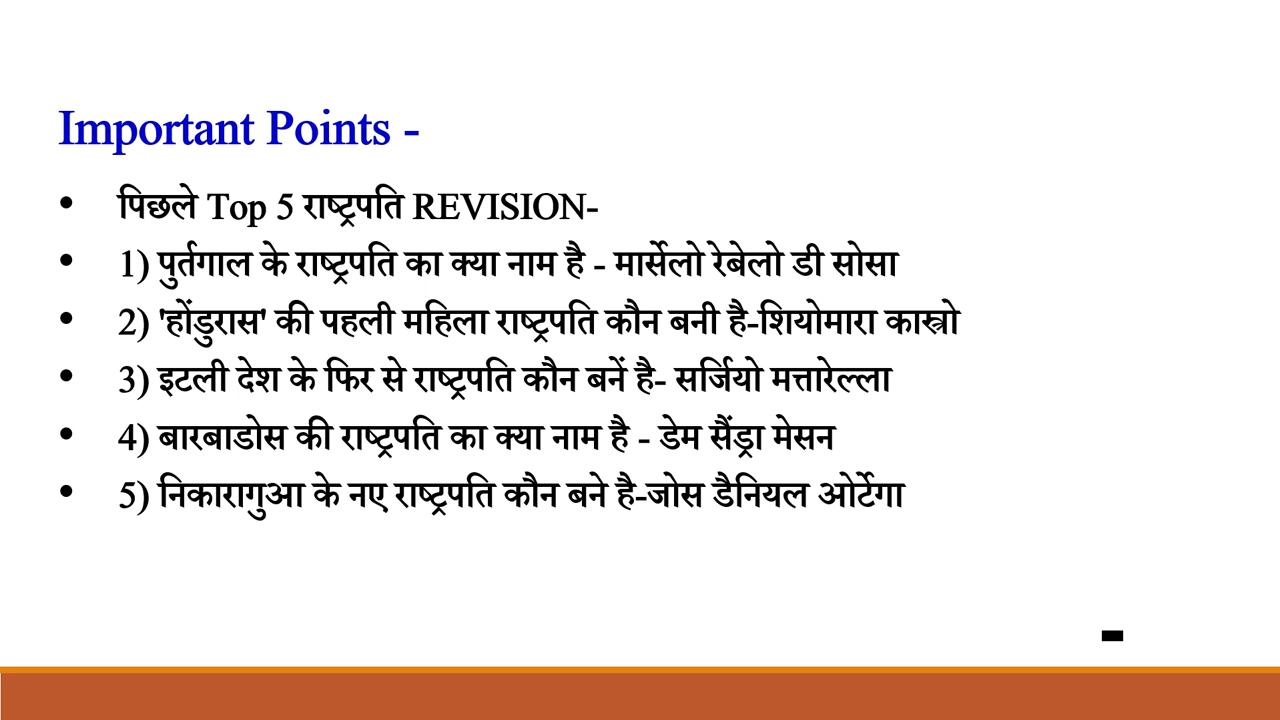 Important Points -
• पिछले Top 5 राष्ट्रपति REVISION-
• 1) पुर्तगाल के राष्ट्रपति का क्या नाम है - मार्सेलो रेबेलो डी सोसा
• 2) 'होंडुरास' की पहली महिला राष्ट्रपति कौन बनी है-शियोमारा कास्त्रो
• 3) इटली देश के फिर से राष्ट्रपति कौन बनें है- सर्जियो मत्तारेल्ला
• 4) बारबाडोस की राष्ट्रपति का क्या नाम है - डेम सैंड्रा मेसन
• 5) निकारागुआ के नए राष्ट्रपति कौन बने है-जोस डैनियल ओर्टेगा